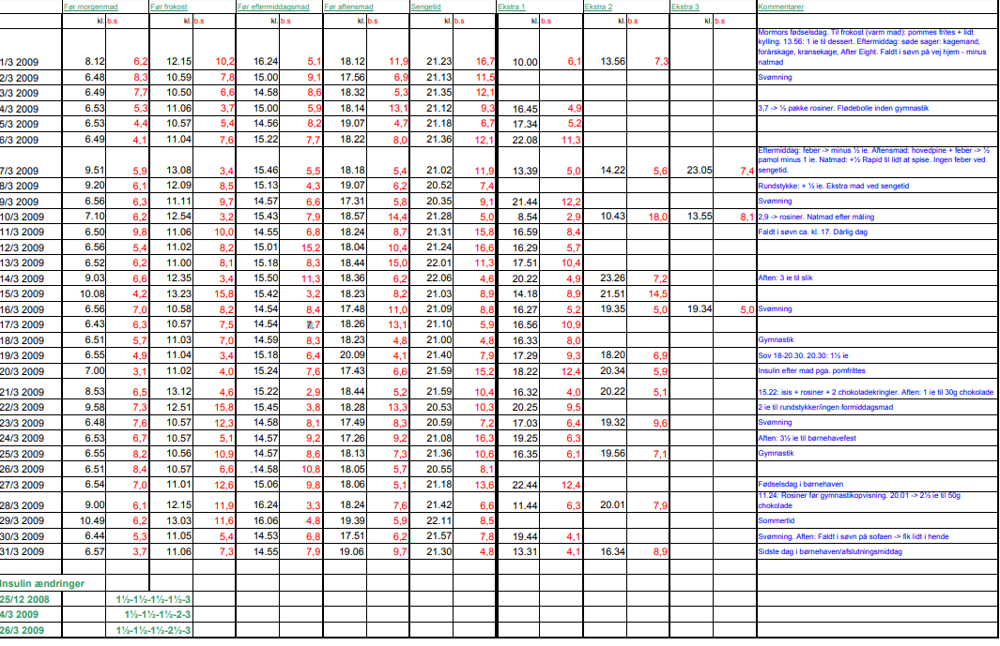 Før morgenmad Før frokost Før eftermiddagsmad Før aftensmad Sengetid Ekstra 1 Ekstra 2 Ekstra 3 Kommentarer
kl. b.s kl. b.s kl. b.s kl. b.s kl. b.s kl. b.s kl. b.s kl. b.s
Mormors fødselsdag. Til frokost (varm mad): pommes frites + lidt
kylling. 13.56: 1 ie til dessert. Eftermiddag: søde sager: kagemand,
forårskage, kransekage, After Eight. Faldt i søvn på vej hjem - minus
1/3 2009 8.12 6,2 12.15 10,2 16.24 5,1 18.12 11,9 21.23 16,7 10.00 6,1 13.56 7,3 natmad
2/3 2009 6.48 8,3 10.59 7,8 15.00 9,1 17.56 6,9 21.13 11,5 Svømning
3/3 2009 6.49 7,7 10.50 6,6 14.58 8,6 18.32 5,3 21.35 12,1
4/3 2009 6.53 5,3 11.06 3,7 15.00 5,9 18.14 13,1 21.12 9,3 16.45 4,9 3,7 -> ½ pakke rosiner. Flødebolle inden gymnastik
5/3 2009 6.53 4,4 10.57 5,4 14.56 8,2 19.07 4,7 21.18 6,7 17.34 5,2
6/3 2009 6.49 4,1 11.04 7,6 15.22 7,7 18.22 8,0 21.36 12,1 22.08 11,3
Eftermiddag: feber -> minus ½ ie. Aftensmad: hovedpine + feber -> ½
pamol minus 1 ie. Natmad: +½ Rapid til lidt at spise. Ingen feber ved
7/3 2009 9.51 5,9 13.08 3,4 15.46 5,5 18.18 5,4 21.02 11,9 13.39 5,0 14.22 5,6 23.05 7,4 sengetid.
8/3 2009 9.20 6,1 12.09 8,5 15.13 4,3 19.07 6,2 20.52 7,4 Rundstykke: + ½ ie. Ekstra mad ved sengetid
9/3 2009 6.56 6,3 11.11 9,7 14.57 6,6 17.31 5,8 20.35 9,1 21.44 12,2 Svømning
10/3 2009 7.10 6,2 12.54 3,2 15.43 7,9 18.57 14,4 21.28 5,0 8.54 2,9 10.43 18,0 13.55 8,1 2,9 -> rosiner. Natmad efter måling
11/3 2009 6.50 9,8 11.06 10,0 14.55 6,8 18.24 8,7 21.31 15,8 16.59 8,4 Faldt i søvn ca. kl. 17. Dårlig dag
12/3 2009 6.56 5,4 11.02 8,2 15.01 15,2 18.04 10,4 21.24 16,6 16.29 5,7
13/3 2009 6.52 6,2 11.00 8,1 15.18 8,3 18.44 15,0 22.01 11,3 17.51 10,4
14/3 2009 9.03 6,6 12.35 3,4 15.50 11,3 18.36 6,2 22.06 4,6 20.22 4,9 23.26 7,2 Aften: 3 ie til slik
15/3 2009 10.08 4,2 13.23 15,8 15.42 3,2 18.23 8,2 21.03 8,9 14.18 8,9 21.51 14,5
16/3 2009 6.56 7,0 10.58 8,2 14.54 8,4 17.48 11,0 21.09 8,8 16.27 5,2 19.35 5,0 19.34 5,0 Svømning
17/3 2009 6.43 6,3 10.57 7,5 14.54 7,7 18.26 13,1 21.10 5,9 16.56 10,9
18/3 2009 6.51 5,7 11.03 7,0 14.59 8,3 18.23 4,8 21.00 4,8 16.33 8,0 Gymnastik
19/3 2009 6.55 4,9 11.04 3,4 15.18 6,4 20.09 4,1 21.40 7,9 17.29 9,3 18.20 6,9 Sov 18-20.30. 20.30: 1½ ie
20/3 2009 7.00 3,1 11.02 4,0 15.24 7,6 17.43 6,6 21.59 15,2 18.22 12,4 20.34 5,9 Insulin efter mad pga. pomfrittes
21/3 2009 8.53 6,5 13.12 4,6 15.22 2,9 18.44 5,2 21.59 10,4 16.32 4,0 20.22 5,1 15.22: isis + rosiner + 2 chokoladekringler. Aften: 1 ie til 30g chokolade
22/3 2009 9.58 7,3 12.51 15,8 15.45 3,8 18.28 13,3 20.53 10,3 20.25 9,5 2 ie til rundstykker/ingen formiddagsmad
23/3 2009 6.48 7,6 10.57 12,3 14.58 8,1 17.49 8,3 20.59 7,2 17.03 6,4 19.32 9,6 Svømning
24/3 2009 6.53 6,7 10.57 5,1 14.57 9,2 17.26 9,2 21.08 16,3 19.25 6,3 Aften: 3½ ie til børnehavefest
25/3 2009 6.55 8,2 10.56 10,9 14.57 8,6 18.13 7,3 21.36 10,6 16.35 6,1 19.56 7,1 Gymnastik
26/3 2009 6.51 8,4 10.57 6,6 .14.58 10,8 18.05 5,7 20.55 8,1
27/3 2009 6.54 7,0 11.01 12,6 15.06 9,8 18.06 5,1 21.18 13,6 22.44 12,4 Fødselsdag i børnehaven
11.24: Rosiner før gymnastikopvisning. 20.01 -> 2½ ie til 50g
28/3 2009 9.00 6,1 12.15 11,9 16.24 3,3 18.24 7,6 21.42 6,6 11.44 6,3 20.01 7,9 chokolade
29/3 2009 10.49 6,2 13.03 11,6 16.06 4,8 19.39 5,9 22.11 8,5 Sommertid
30/3 2009 6.44 5,3 11.05 5,4 14.53 6,8 17.51 6,2 21.57 7,8 19.44 4,1 Svømning. Aften: Faldt i søvn på sofaen -> fik lidt i hende
31/3 2009 6.57 3,7 11.06 7,3 14.55 7,9 19.06 9,7 21.30 4,8 13.31 4,1 16.34 8,9 Sidste dag i børnehaven/afslutningsmiddag
Insulin ændringer
25/12 2008 1½-1½-1½-1½-3
4/3 2009 1½-1½-1½-2-3
26/3 2009 1½-1½-1½-2½-3